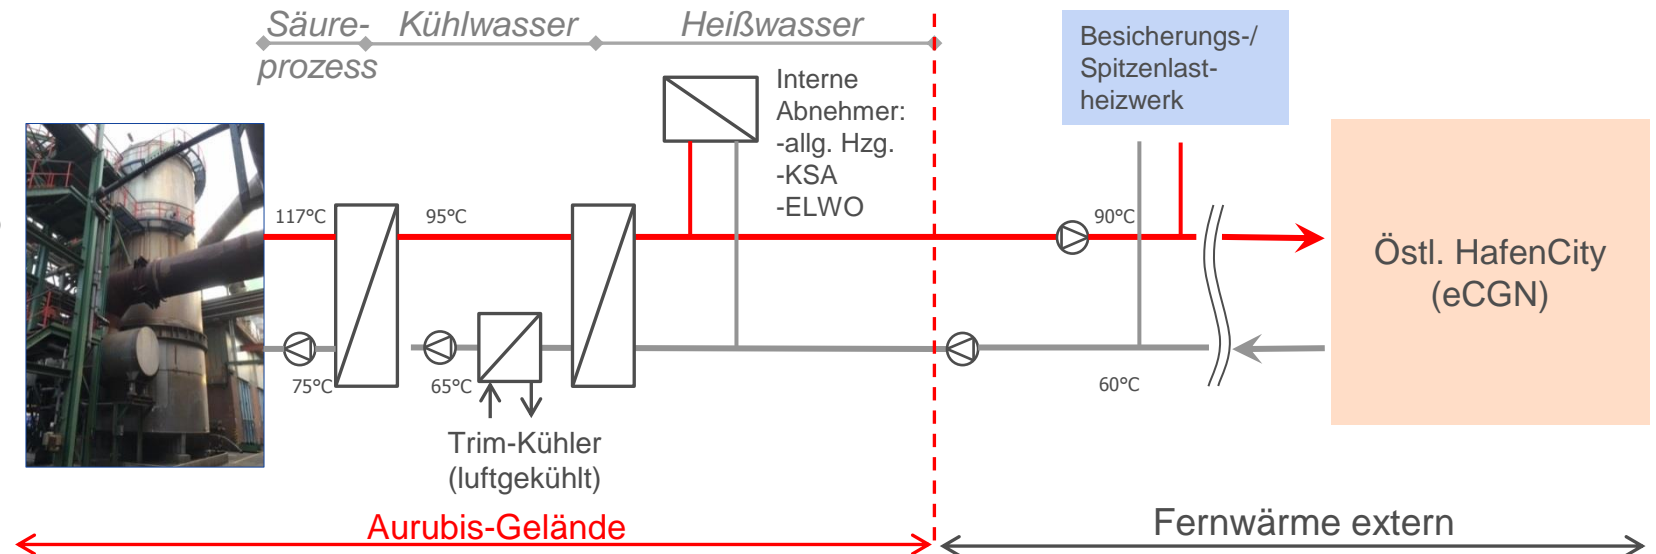 Säure-
prozess
Kühlwasser
Heißwasser
Interne
Abnehmer:
-allg. Hzg.
-KSA
-ELWO
Besicherungs-/
Spitzenlast-
heizwerk
117°C
95°C
90°C
Östl. HafenCity
(eCGN)
75°C
65°C
60°C
Trim-Kühler
(luftgekühlt)
Aurubis-Gelände
Fernwärme extern